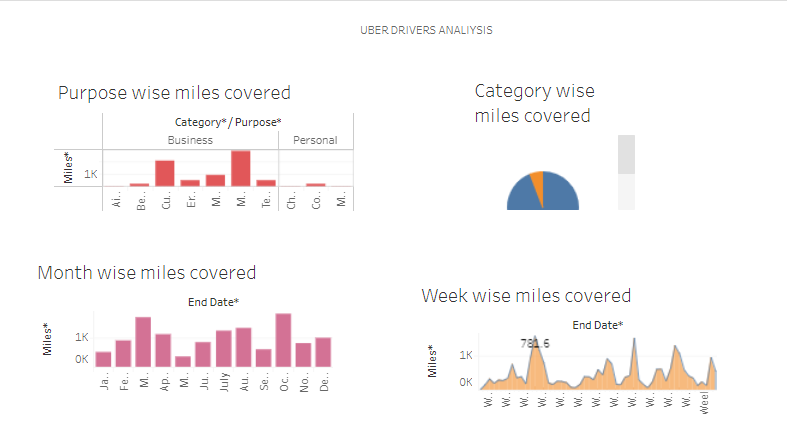 UBER DRIVERS ANALIYSIS
Purpose wise miles covered
Category* / Purpose*
Business Personal
Miles*
1K
Ai.. Be.. Cu.. Er.. M.. M.. Te.. Ch.. Co.. M..
Category wise
miles covered
Month wise miles covered
End Date*
Miles*
1K
0K
Ja.. Fe.. M.. Ap.. M.. Ju.. July Au.. Se.. Oc.. No.. De..
Week wise miles covered
End Date*
781.6
Miles*
1K
0K
W.. W.. W.. W.. W.. W.. W.. W.. W.. W.. W.. W.. Week